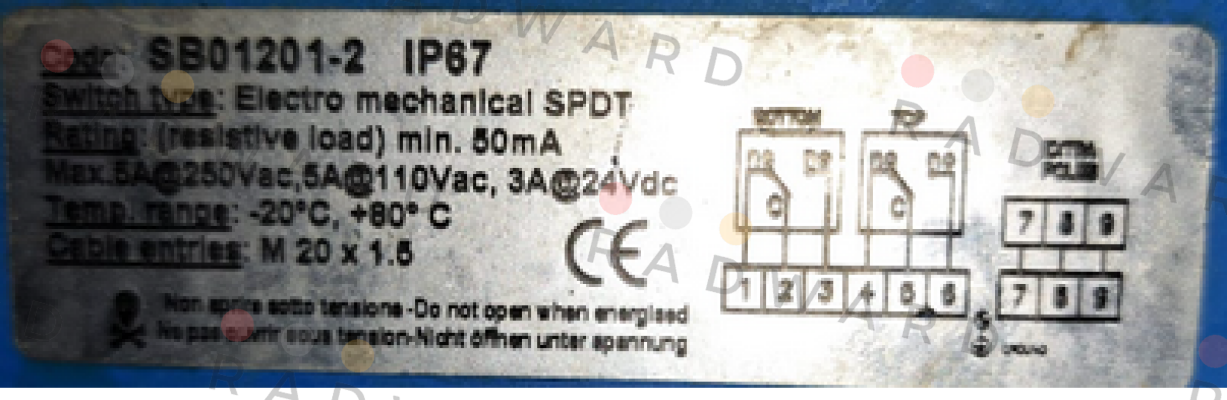 Code: SB01201-2 IP67
Switch type: Electro mechanical SPDT
Rating: (resistive load) min. 50mA
Max.5A@250Vac,5A@110Vac, 3A@24Vdc
Temp. range: -20°C, +80° C
Cable entries: M 20 x 1.5
CE
Non aprire sotto tensione-Do not open when energised
Ne pas ouvrir sous tension-Nicht öffnen unter spannung
BOTTOM TOP
C C
1 2 3 4 5 6
EXTRA
POLES
7 8 9
7 8 9
GROUND
RADWARD